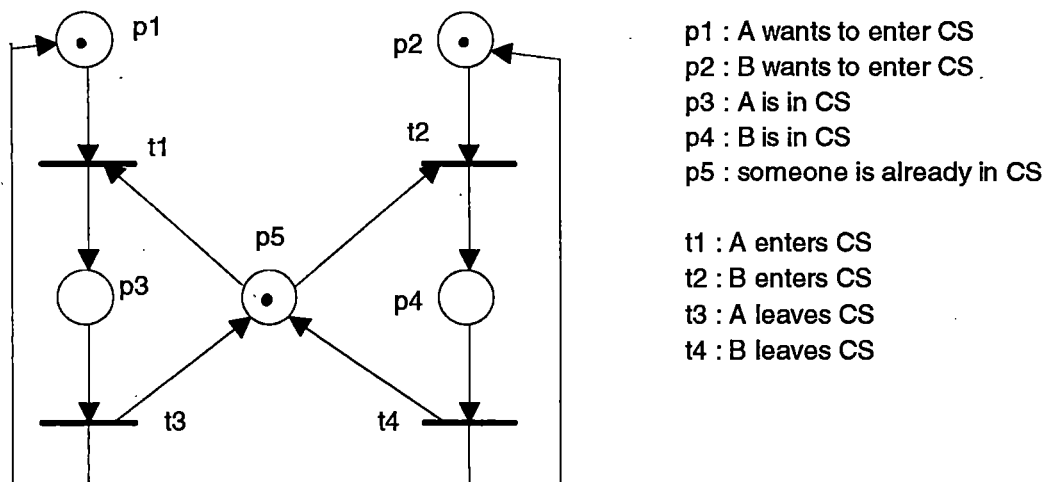 p1
p2
t1
t2
p5
p3
p4
t3
t4
p1 : A wants to enter CS
p2 : B wants to enter CS
p3 : A is in CS
p4 : B is in CS
p5 : someone is already in CS
t1 : A enters CS
t2 : B enters CS
t3 : A leaves CS
t4 : B leaves CS